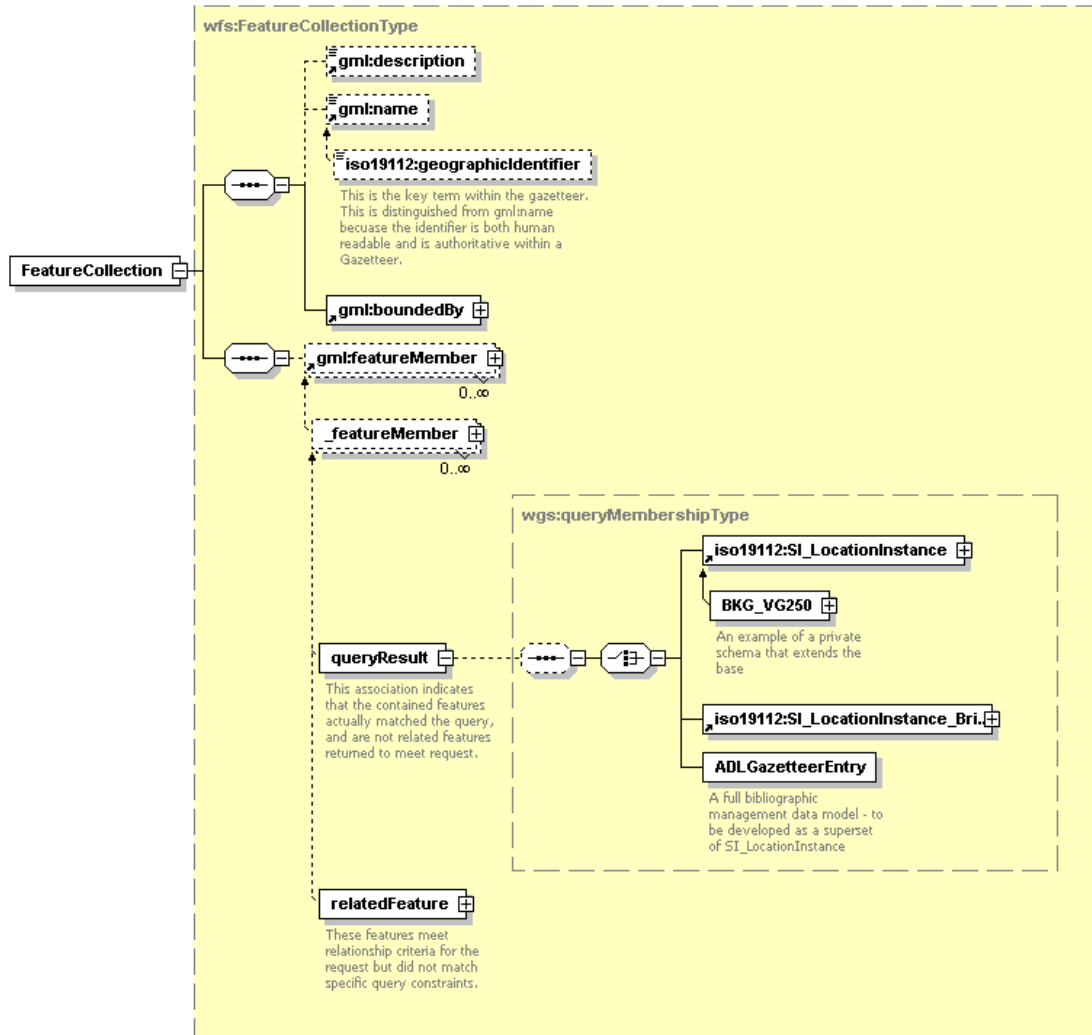 wfs:FeatureCollectionType
gml:description
gml:name
iso19112:geographicIdentifier
This is the key term within the gazetteer.
This is distinguished from gml:name
becuase the identifier is both human
readable and is authoritative within a
Gazetteer.
FeatureCollection
gml:boundedBy
gml:featureMember
0..∞
_featureMember
0..∞
wgs:queryMembershipType
iso19112:SI_LocationInstance
BKG_VG250
An example of a private
schema that extends the
base
queryResult
This association indicates
that the contained features
actually matched the query,
and are not related features
returned to meet request.
iso19112:SI_LocationInstance_Bri..
ADLGazetteerEntry
A full bibliographic
management data model - to
be developed as a superset
of SI_LocationInstance
relatedFeature
These features meet
relationship criteria for the
request but did not match
specific query constraints.